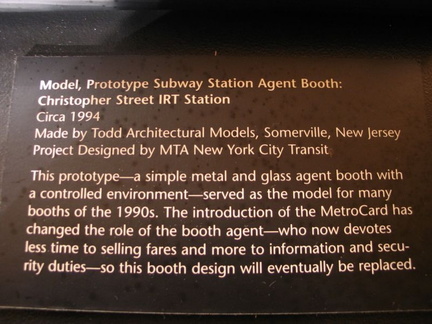 Model, Prototype Subway Station Agent Booth:
Christopher Street IRT Station
Circa 1994
Made by Todd Architectural Models, Somerville, New Jersey
Project Designed by MTA New York City Transit
This prototype—a simple metal and glass agent booth with
a controlled environment—served as the model for many
booths of the 1990s. The introduction of the MetroCard has
changed the role of the booth agent—who now devotes
less time to selling fares and more to information and secu-
rity duties—so this booth design will eventually be replaced.